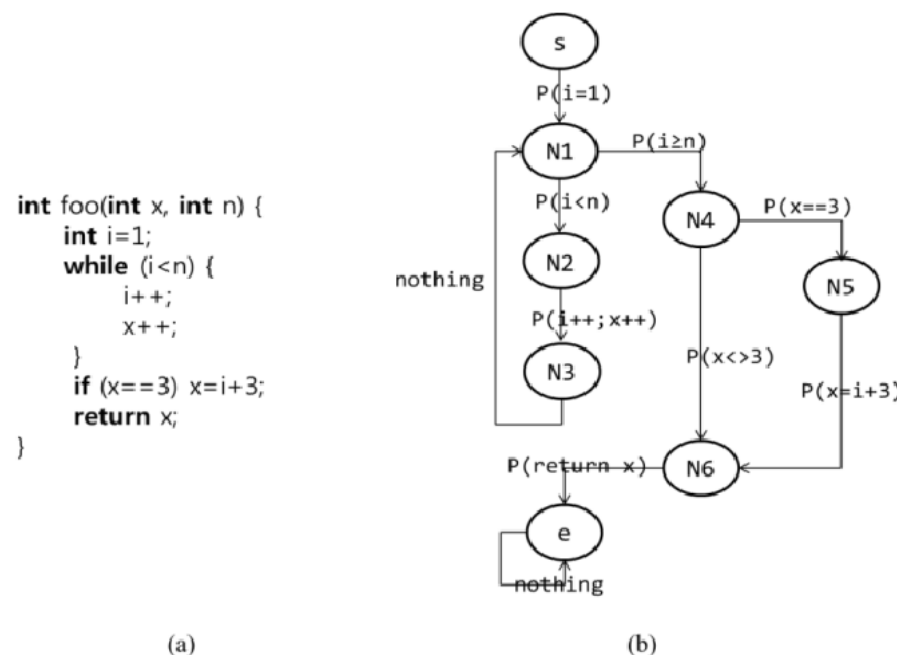 int foo(int x, int n) {
int i=1;
while (i<n) {
i++;
x++;
}
if (x==3) x=i+3;
return x;
}
(a)
s
P(i=1)
N1
P(i≥n)
P(i<n)
N4
P(x==3)
N2
nothing
N5
P(i++;x++)
N3
P(x<>3)
P(x=i+3)
P(return x)
N6
e
nothing
(b)